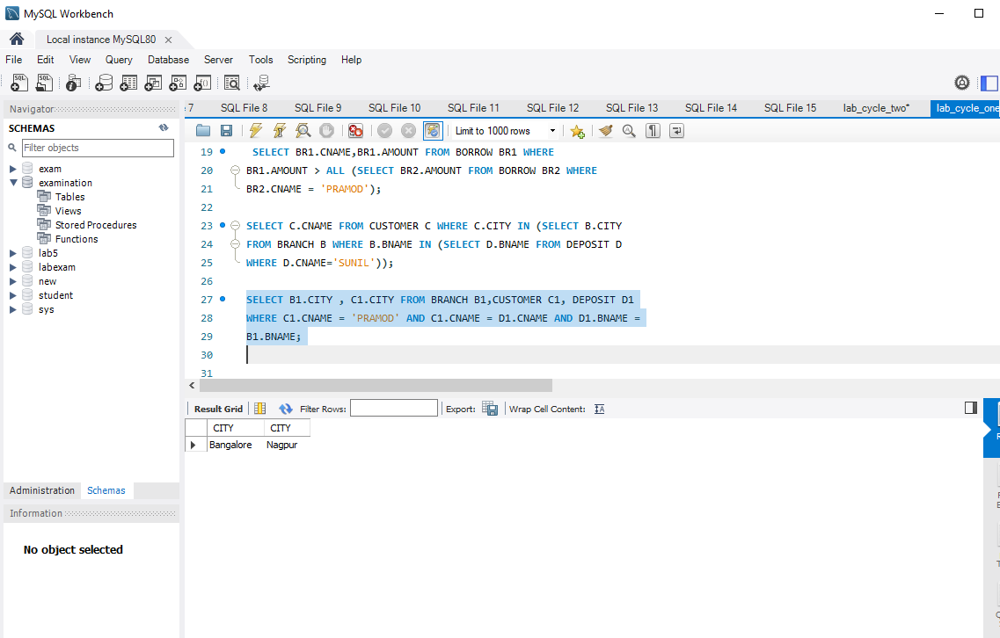 MySQL Workbench
Local instance MySQL80
File Edit View Query Database Server Tools Scripting Help
Navigator
SCHEMAS
Filter objects
exam
examination
Tables
Views
Stored Procedures
Functions
lab5
labexam
new
student
sys
Administration Schemas
Information
No object selected
7 SQL File 8 SQL File 9 SQL File 10 SQL File 11 SQL File 12 SQL File 13 SQL File 14 SQL File 15 lab_cycle_two* lab_cycle_one
Limit to 1000 rows
19 SELECT BR1.CNAME,BR1.AMOUNT FROM BORROW BR1 WHERE
20 BR1.AMOUNT > ALL (SELECT BR2.AMOUNT FROM BORROW BR2 WHERE
21 BR2.CNAME = 'PRAMOD');
22
23 SELECT C.CNAME FROM CUSTOMER C WHERE C.CITY IN (SELECT B.CITY
24 FROM BRANCH B WHERE B.BNAME IN (SELECT D.BNAME FROM DEPOSIT D
25 WHERE D.CNAME='SUNIL'));
26
27 SELECT B1.CITY , C1.CITY FROM BRANCH B1,CUSTOMER C1, DEPOSIT D1
28 WHERE C1.CNAME = 'PRAMOD' AND C1.CNAME = D1.CNAME AND D1.BNAME =
29 B1.BNAME;
30
31
Result Grid Filter Rows: Export: Wrap Cell Content:
CITY CITY
Bangalore Nagpur